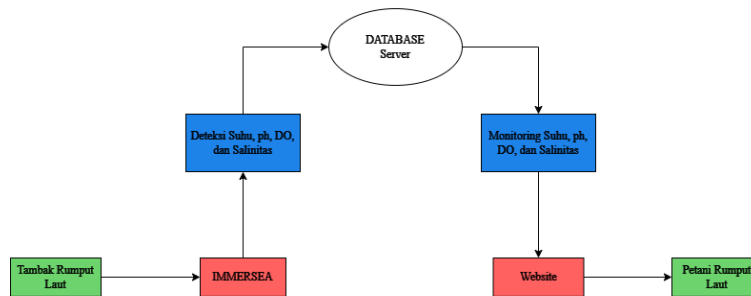 DATABASE
Server
Deteksi Suhu, ph, DO,
dan Salinitas
Monitoring Suhu, ph,
DO, dan Salinitas
Tambak Rumput
Laut
IMMERSEA
Website
Petani Rumput
Laut